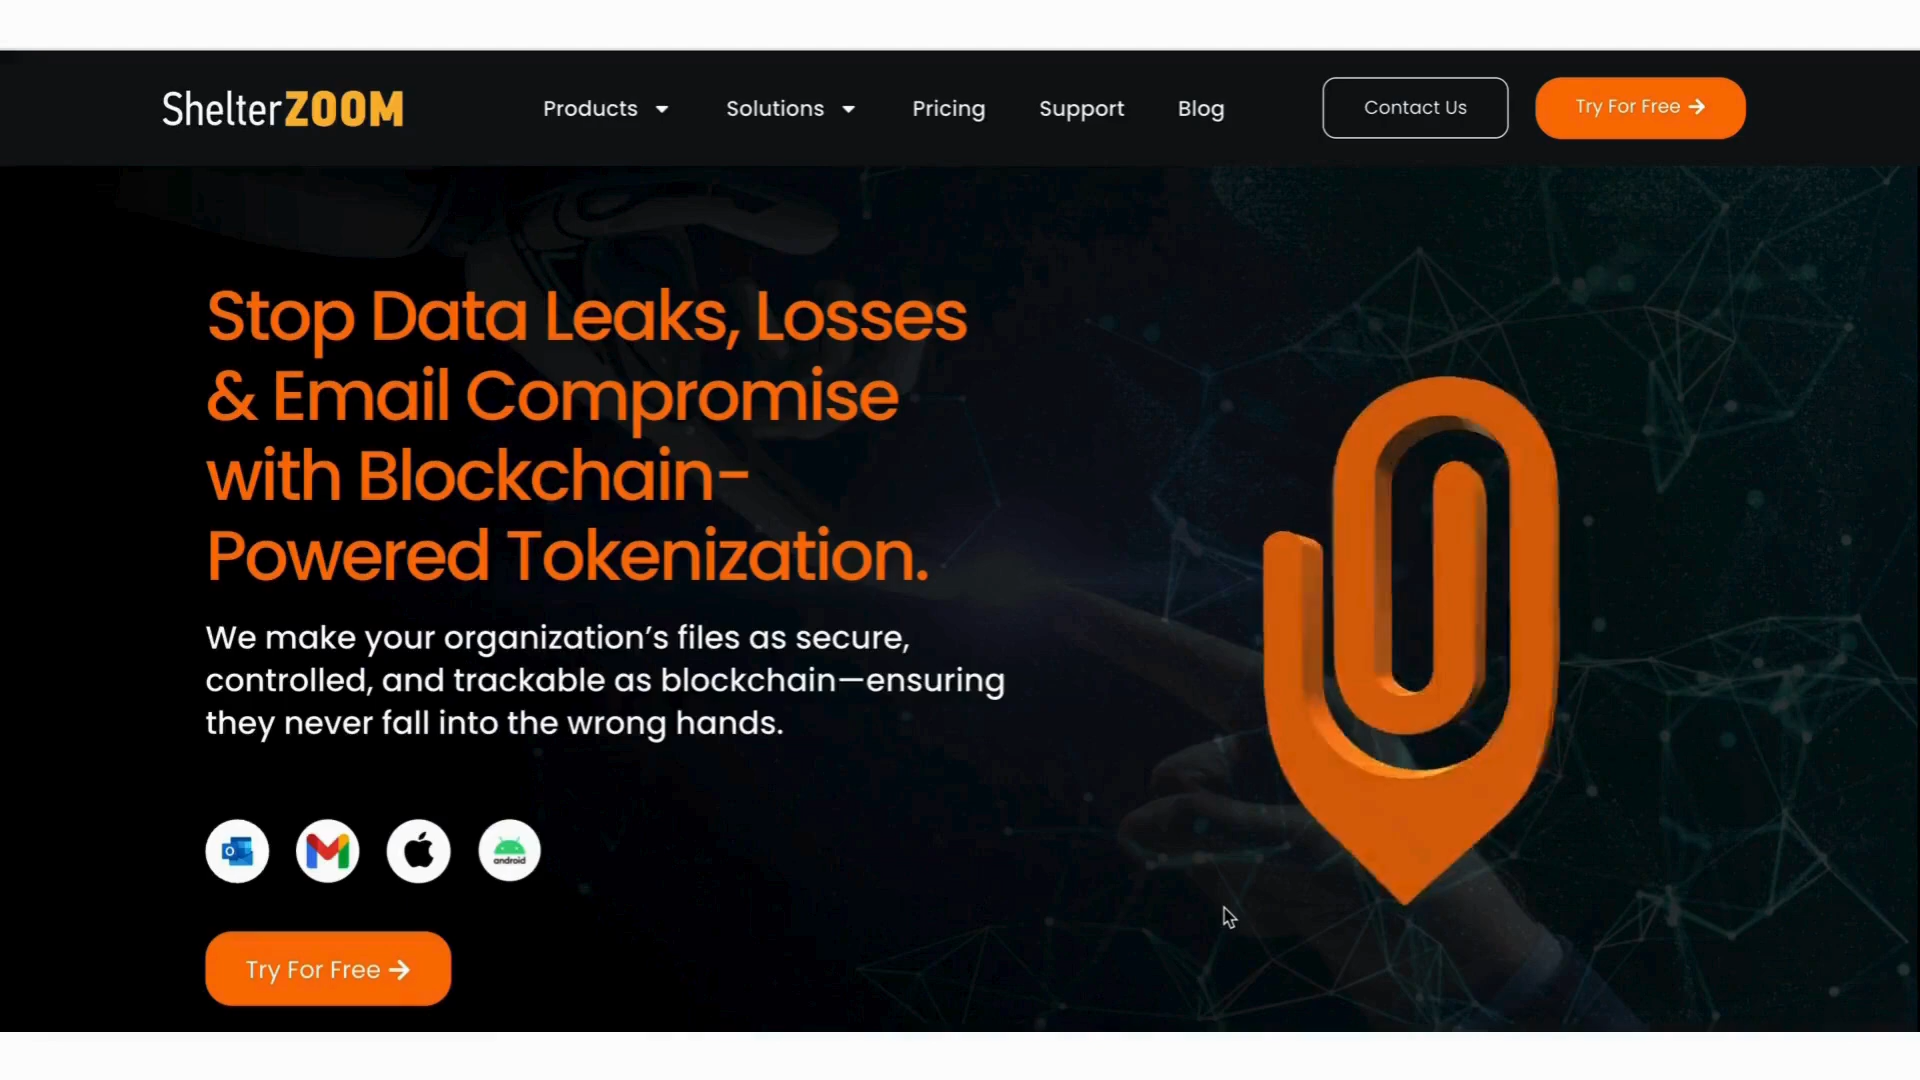 ShelterZOOM
Products
Solutions
Pricing
Support
Blog
Contact Us
Try For Free
Stop Data Leaks, Losses
& Email Compromise
with Blockchain-
Powered Tokenization.
We make your organization’s files as secure,
controlled, and trackable as blockchain—ensuring
they never fall into the wrong hands.
android
Try For Free